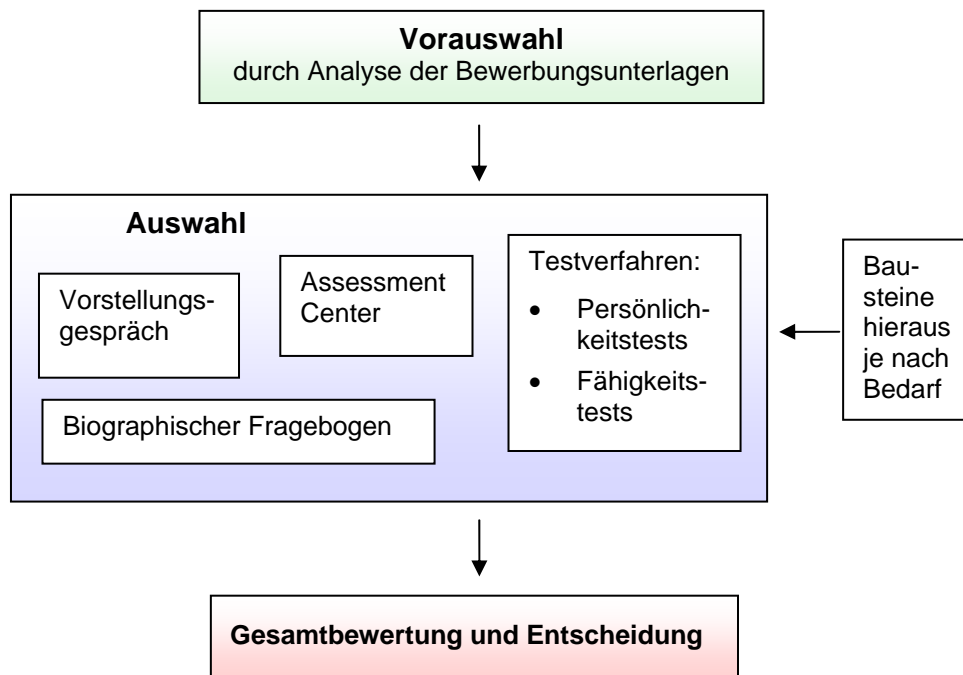 Vorauswahl
durch Analyse der Bewerbungsunterlagen
Auswahl
Vorstellungs-
gespräch
Assessment
Center
Biographischer Fragebogen
Testverfahren:
• Persönlich-
keitstests
• Fähigkeits-
tests
Bau-
steine
hieraus
je nach
Bedarf
Gesamtbewertung und Entscheidung